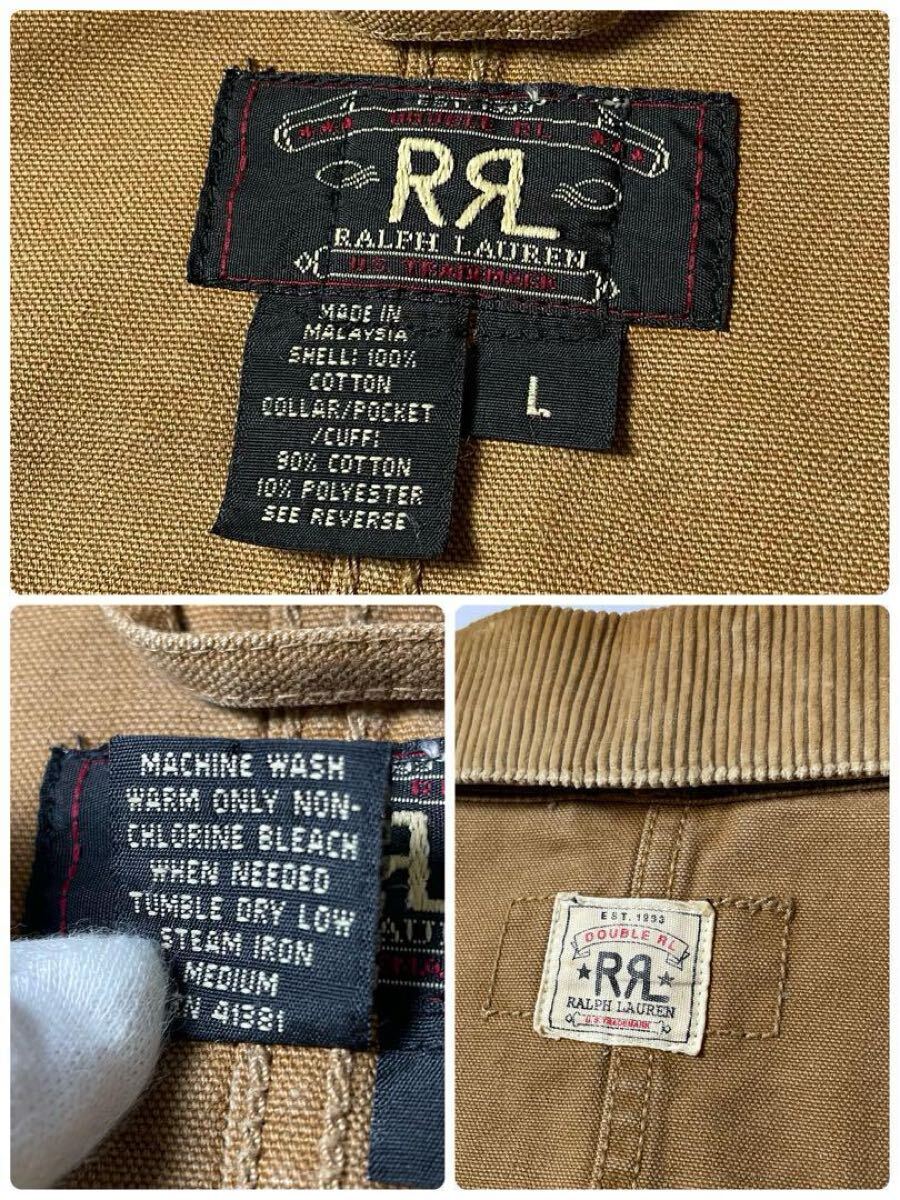 EST. 1993
DOUBLE RL
RRL
RALPH LAUREN
U.S. TRADEMARK
MADE IN
MALAYSIA
SHELL: 100%
COTTON
COLLAR/POCKET
/CUFF:
90% COTTON
10% POLYESTER
SEE REVERSE
L
MACHINE WASH
WARM ONLY NON-
CHLORINE BLEACH
WHEN NEEDED
TUMBLE DRY LOW
STEAM IRON
MEDIUM
41381
EST. 1993
DOUBLE RL
RRL
RALPH LAUREN
U.S. TRADEMARK